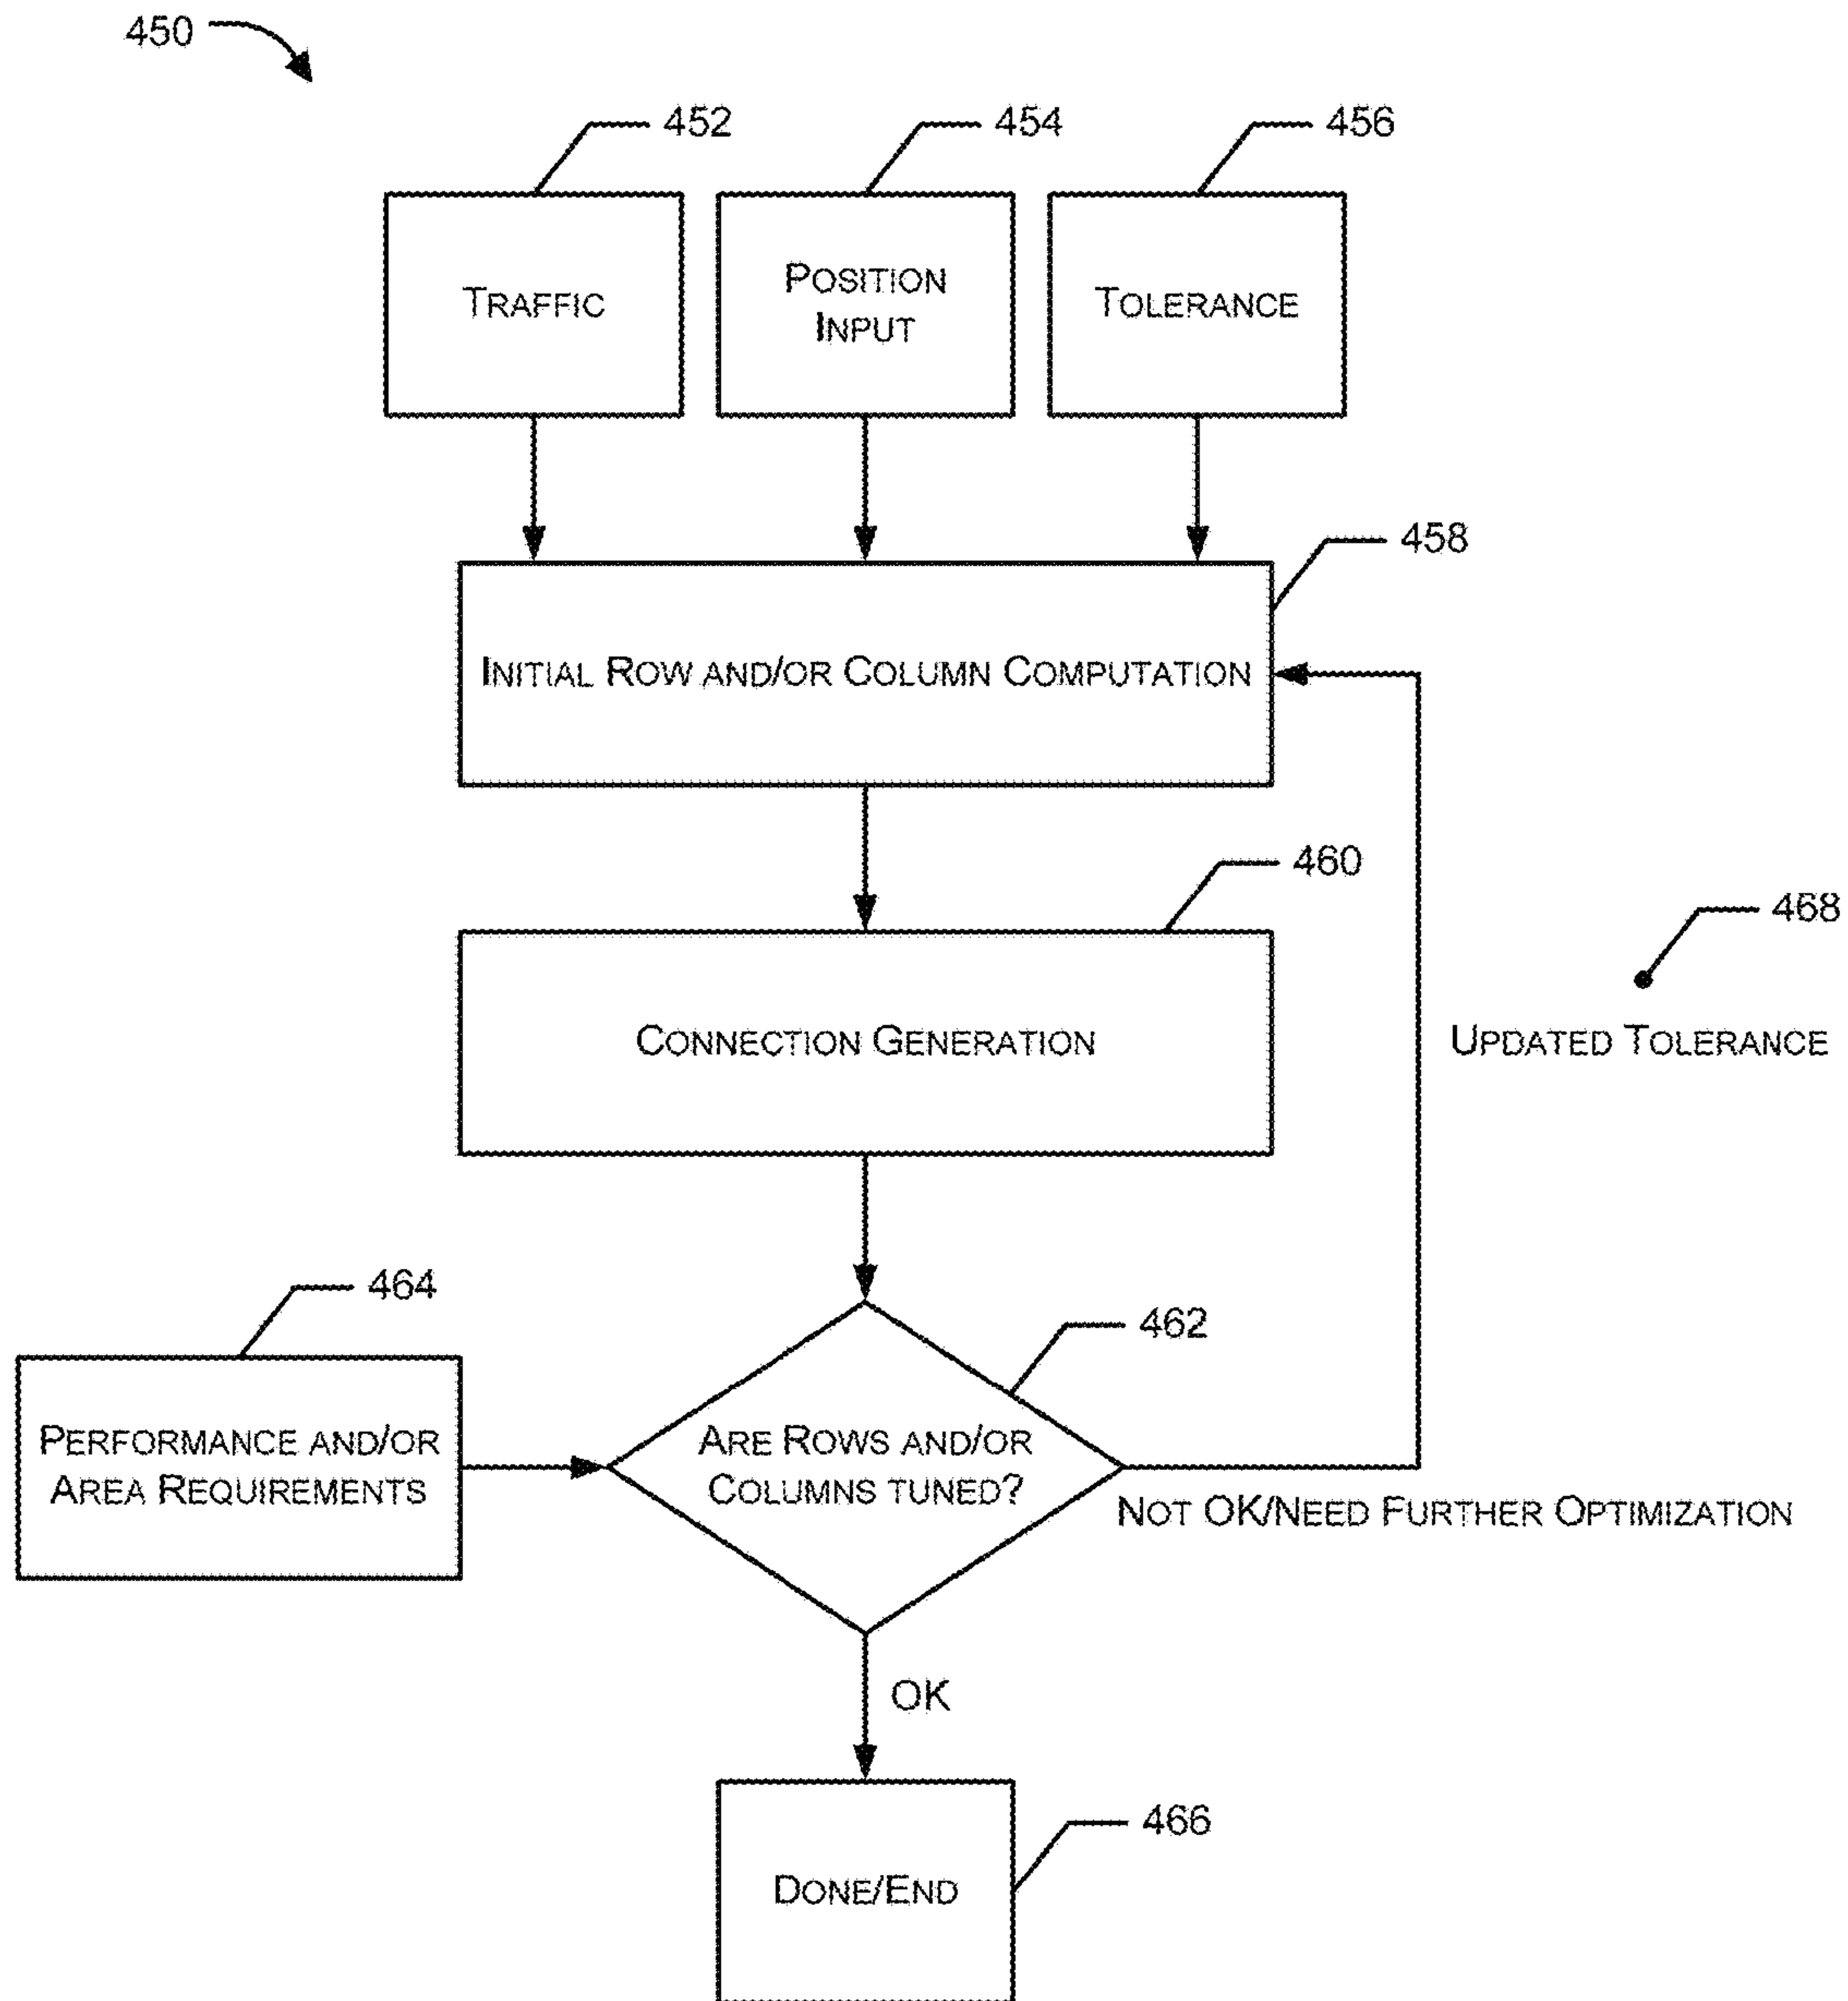 450
452
454
456
TRAFFIC
POSITION
INPUT
TOLERANCE
458
INITIAL ROW AND/OR COLUMN COMPUTATION
460
468
CONNECTION GENERATION
UPDATED TOLERANCE
464
462
PERFORMANCE AND/OR
AREA REQUIREMENTS
ARE ROWS AND/OR
COLUMNS TUNED?
NOT OK/NEED FURTHER OPTIMIZATION
OK
466
DONE/END